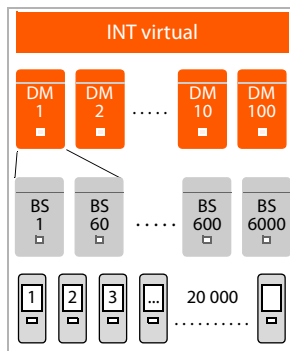 INT virtual
DM DM DM DM
1 2 ..... 10 100
BS BS BS BS
1 60 ..... 600 6000
1 2 3 ... 20 000
..........